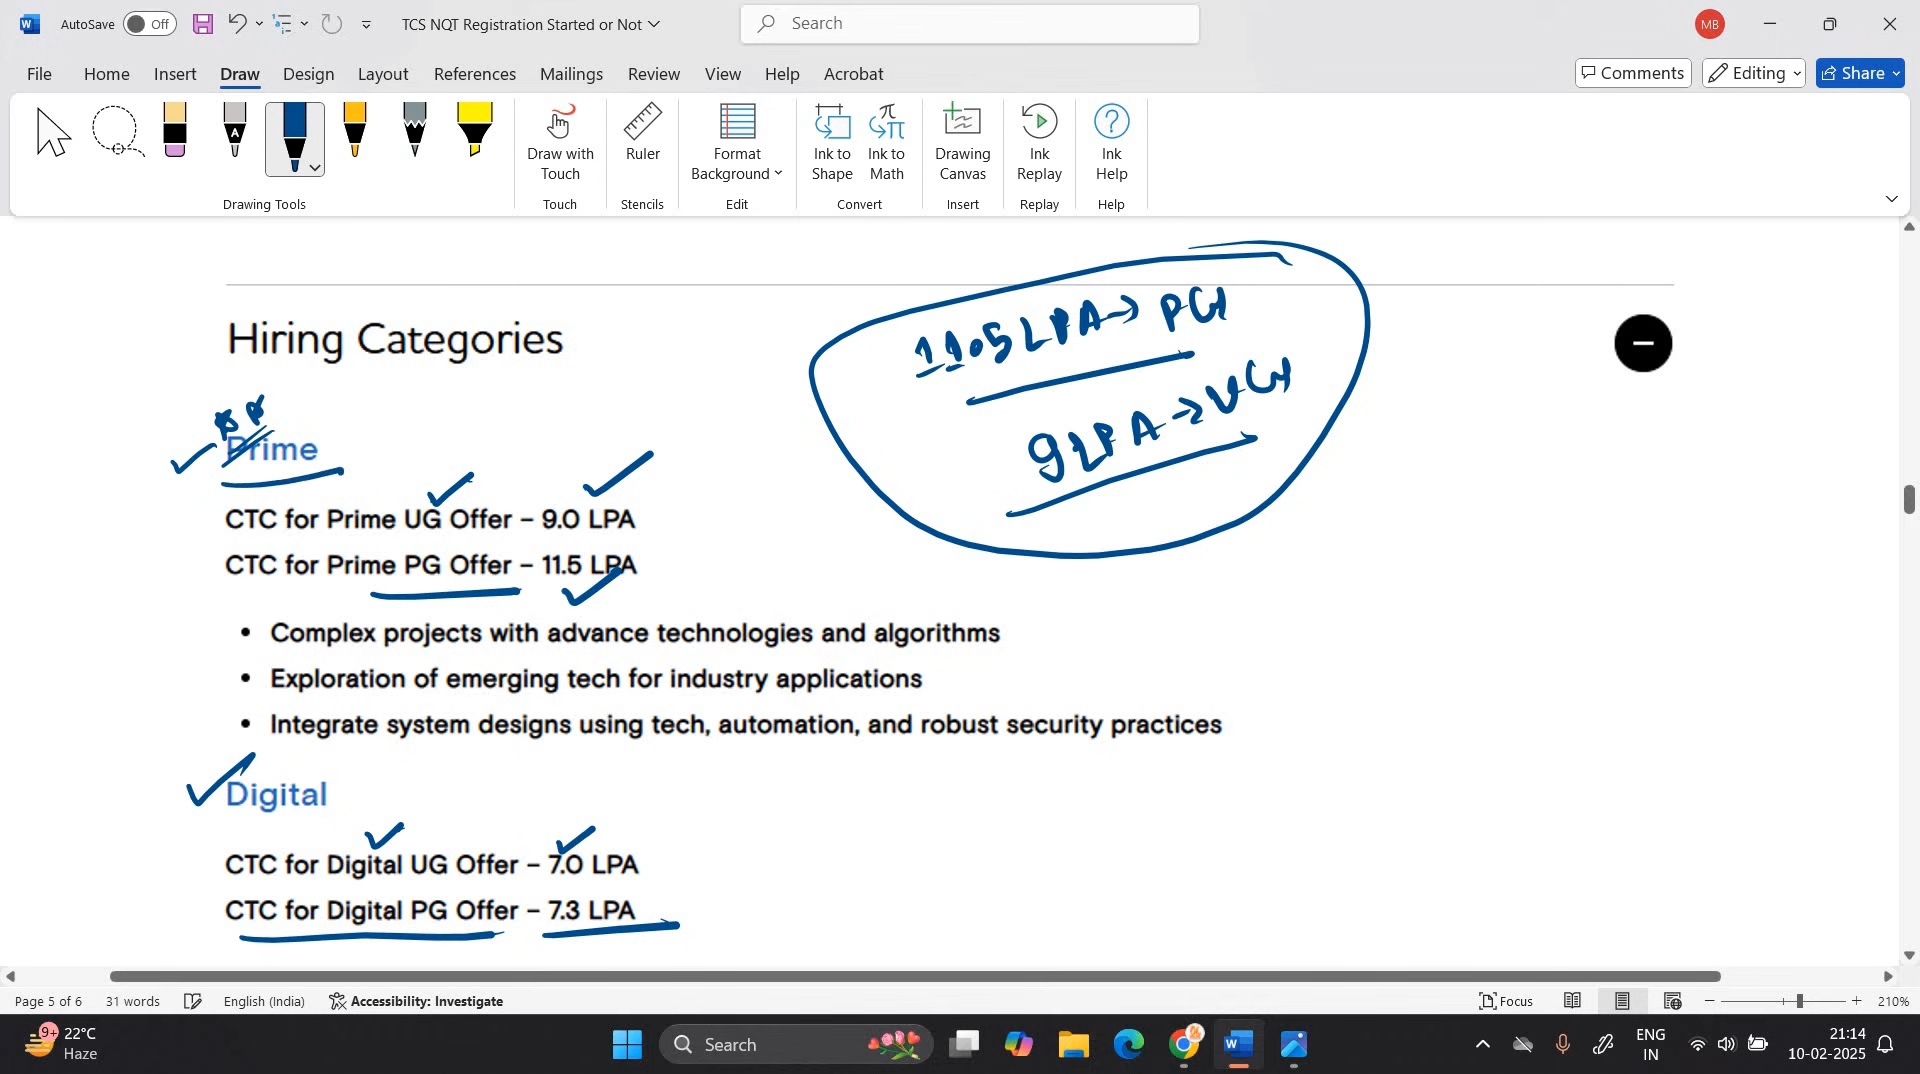 AutoSave Off TCS NQT Registration Started or Not Search MB
File Home Insert Draw Design Layout References Mailings Review View Help Acrobat Comments Editing Share
A
Draw with Touch Ruler Format Background Ink to Shape Ink to Math Drawing Canvas Ink Replay Ink Help
Drawing Tools Touch Stencils Edit Convert Insert Replay Help
11.5 LPA → PG
Hiring Categories
9 LPA → UG
Prime
CTC for Prime UG Offer – 9.0 LPA
CTC for Prime PG Offer – 11.5 LPA
• Complex projects with advance technologies and algorithms
• Exploration of emerging tech for industry applications
• Integrate system designs using tech, automation, and robust security practices
Digital
CTC for Digital UG Offer – 7.0 LPA
CTC for Digital PG Offer – 7.3 LPA
Page 5 of 6 31 words English (India) Accessibility: Investigate Focus 210%
9+ 22°C Haze Search ENG IN 21:14 10-02-2025